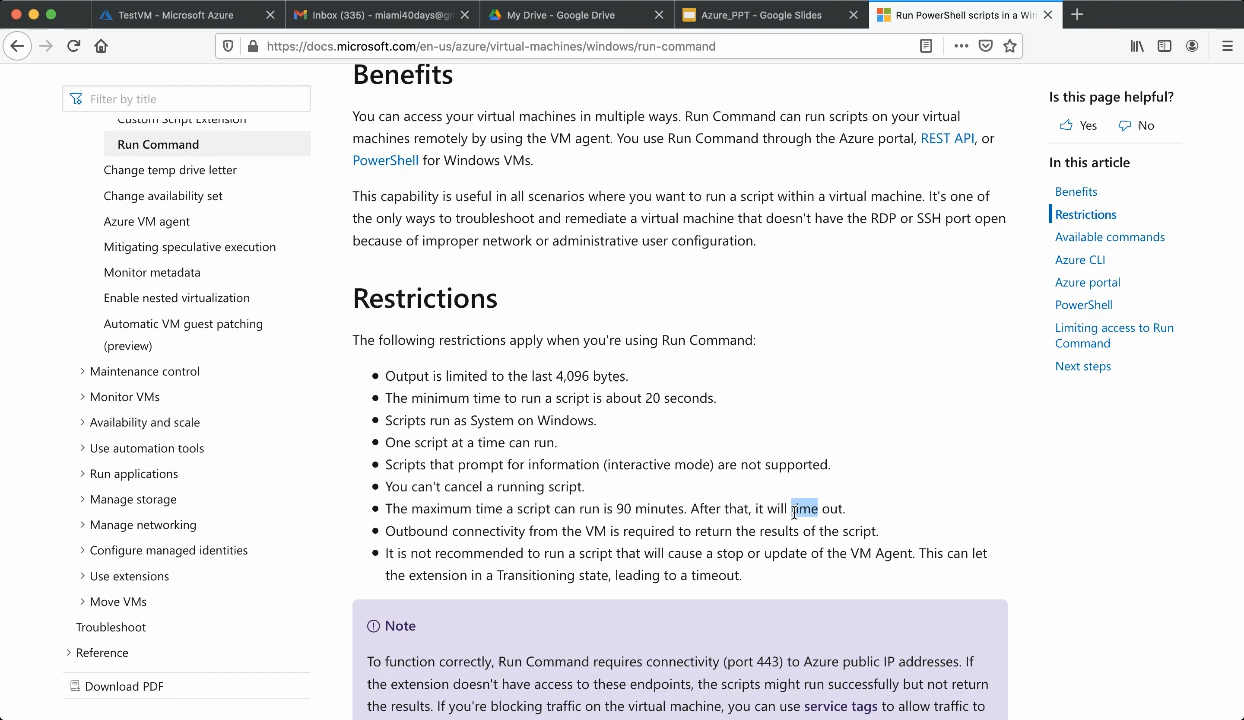 TestVM - Microsoft Azure
Inbox (335) - miami40days@g
My Drive - Google Drive
Azure_PPT - Google Slides
Run PowerShell scripts in a Win
https://docs.microsoft.com/en-us/azure/virtual-machines/windows/run-command
Filter by title
Custom Script Extension
Run Command
Change temp drive letter
Change availability set
Azure VM agent
Mitigating speculative execution
Monitor metadata
Enable nested virtualization
Automatic VM guest patching
(preview)
Maintenance control
Monitor VMs
Availability and scale
Use automation tools
Run applications
Manage storage
Manage networking
Configure managed identities
Use extensions
Move VMs
Troubleshoot
Reference
Download PDF
Benefits
You can access your virtual machines in multiple ways. Run Command can run scripts on your virtual
machines remotely by using the VM agent. You use Run Command through the Azure portal, REST API, or
PowerShell for Windows VMs.
This capability is useful in all scenarios where you want to run a script within a virtual machine. It's one of
the only ways to troubleshoot and remediate a virtual machine that doesn't have the RDP or SSH port open
because of improper network or administrative user configuration.
Restrictions
The following restrictions apply when you're using Run Command:
• Output is limited to the last 4,096 bytes.
• The minimum time to run a script is about 20 seconds.
• Scripts run as System on Windows.
• One script at a time can run.
• Scripts that prompt for information (interactive mode) are not supported.
• You can't cancel a running script.
• The maximum time a script can run is 90 minutes. After that, it will time out.
• Outbound connectivity from the VM is required to return the results of the script.
• It is not recommended to run a script that will cause a stop or update of the VM Agent. This can let
the extension in a Transitioning state, leading to a timeout.
Note
To function correctly, Run Command requires connectivity (port 443) to Azure public IP addresses. If
the extension doesn't have access to these endpoints, the scripts might run successfully but not return
the results. If you're blocking traffic on the virtual machine, you can use service tags to allow traffic to
Is this page helpful?
Yes
No
In this article
Benefits
Restrictions
Available commands
Azure CLI
Azure portal
PowerShell
Limiting access to Run
Command
Next steps